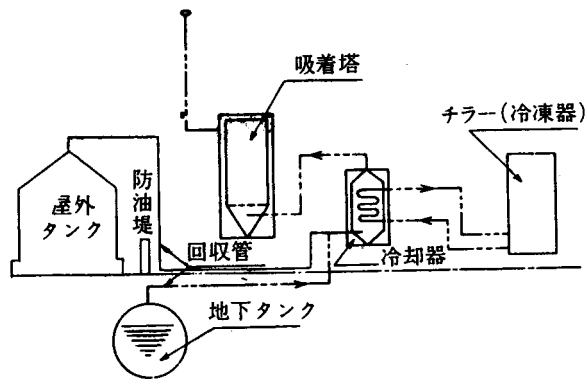 吸着塔
チラー(冷凍器)
防油堤
屋外
タンク
回収管
冷却器
地下タンク